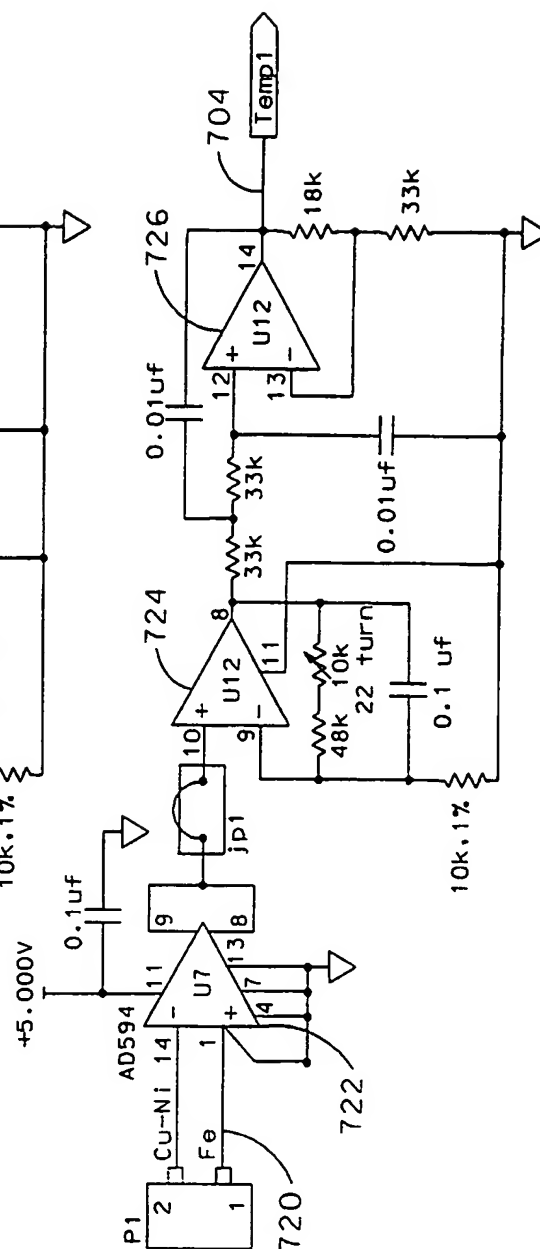 10k.1%
+5.000V
0.1uf
P1
2
1
Cu-Ni
Fe
720
AD594
14
1
11
U7
-
+
4
7
13
9
8
722
jp1
10
9
+
-
U12
8
11
724
48k
10k
22 turn
0.1 uf
10k.1%
33k
33k
0.01uf
0.01uf
12
13
+
-
U12
14
726
704
18k
33k
Temp1